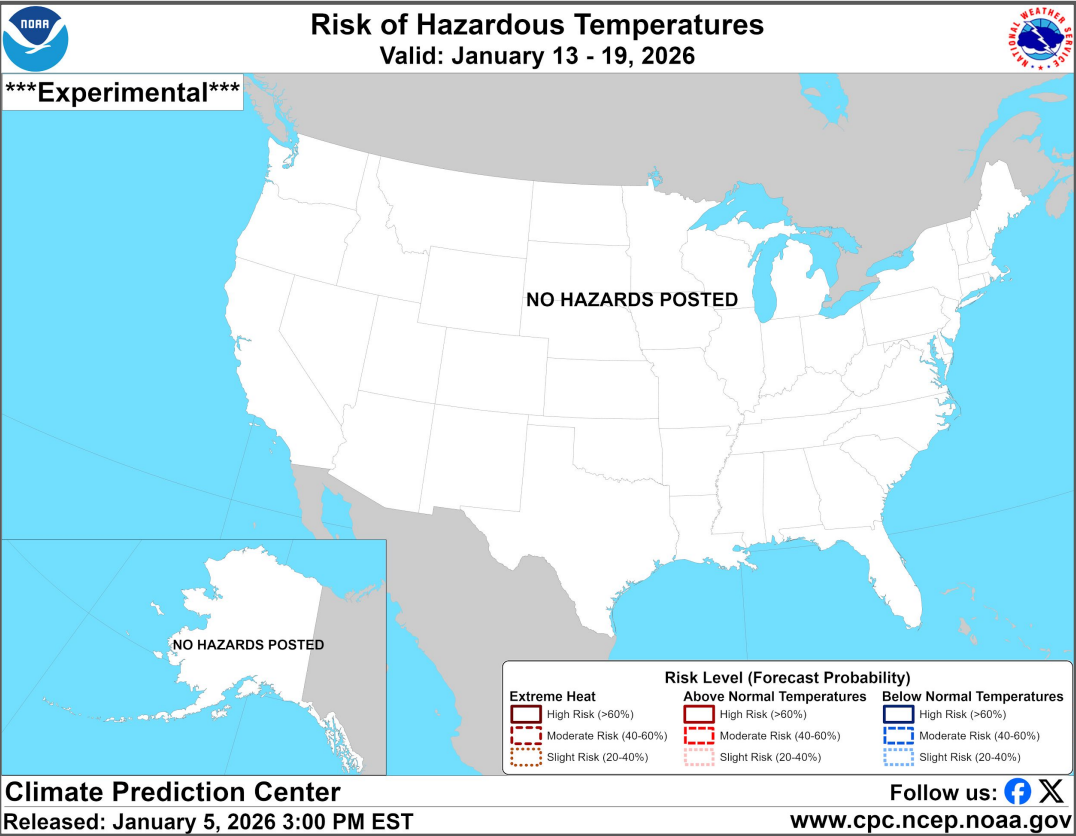 NOAA
Risk of Hazardous Temperatures
Valid: January 13 - 19, 2026
NATIONAL WEATHER SERVICE
***Experimental***
NO HAZARDS POSTED
NO HAZARDS POSTED
Risk Level (Forecast Probability)
Extreme Heat
High Risk (>60%)
Moderate Risk (40-60%)
Slight Risk (20-40%)
Above Normal Temperatures
High Risk (>60%)
Moderate Risk (40-60%)
Slight Risk (20-40%)
Below Normal Temperatures
High Risk (>60%)
Moderate Risk (40-60%)
Slight Risk (20-40%)
Climate Prediction Center
Follow us:
Released: January 5, 2026 3:00 PM EST
www.cpc.ncep.noaa.gov